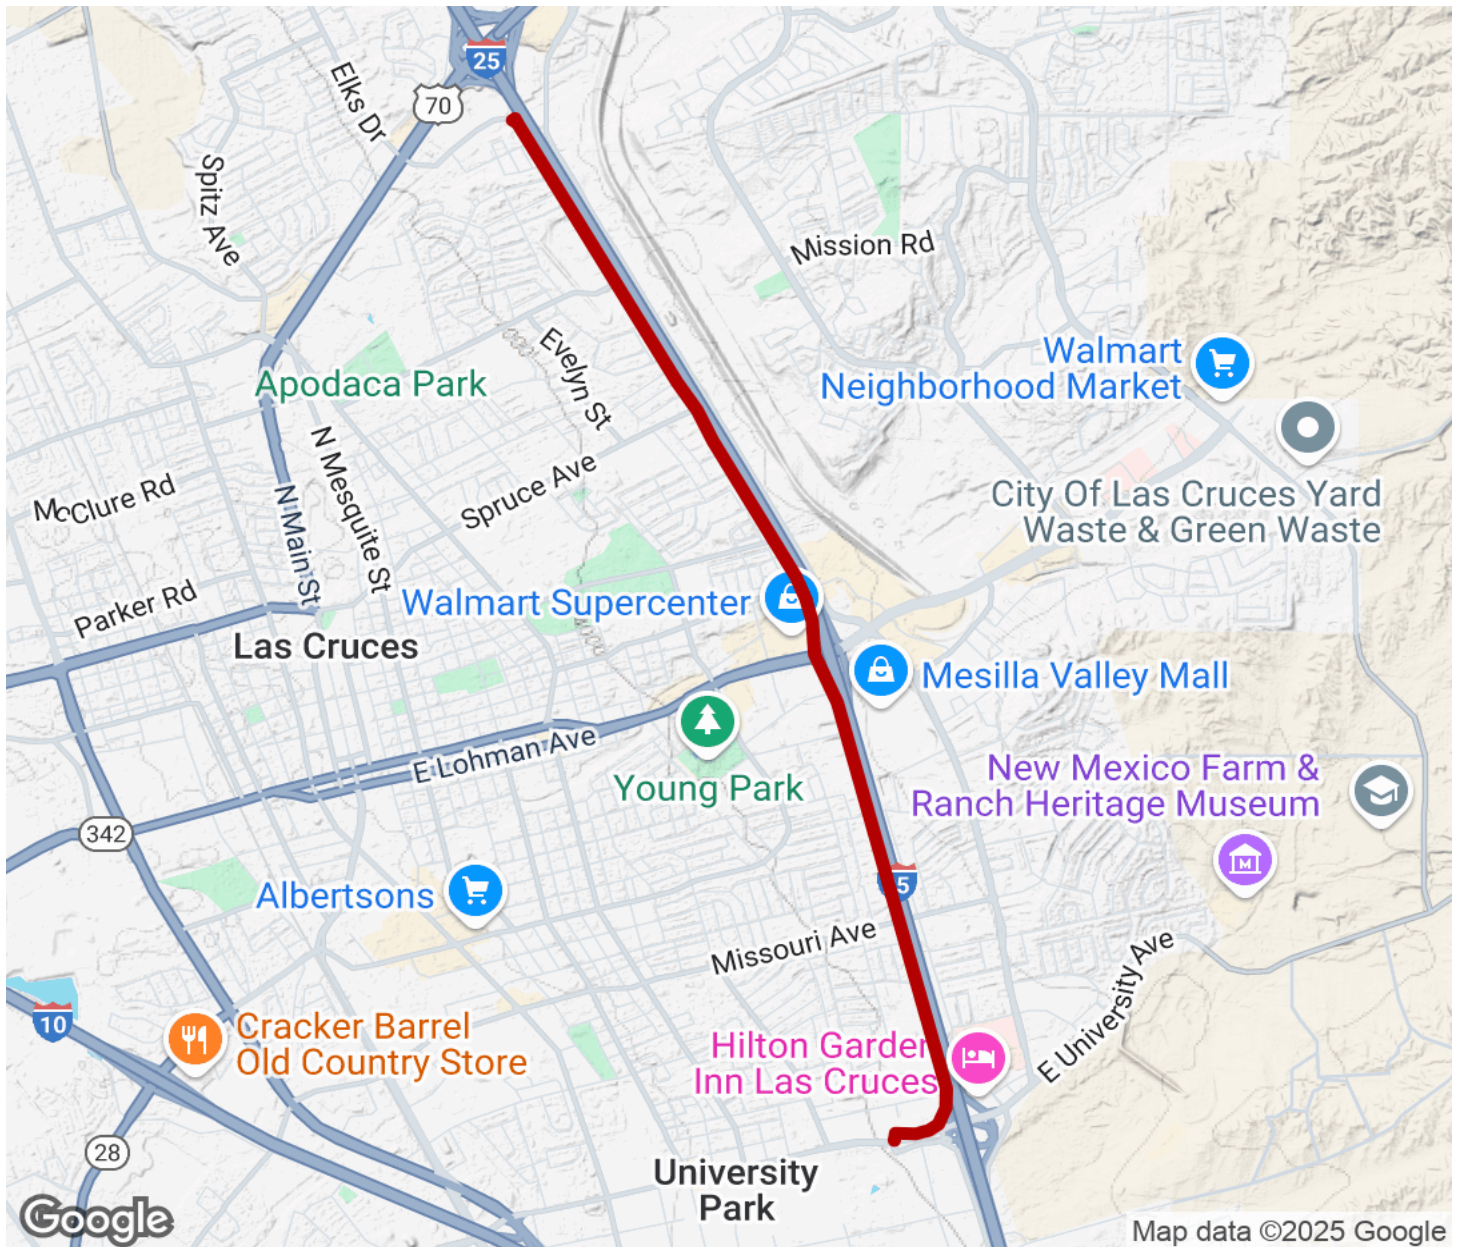 25
70
Elks Dr
Spitz Ave
Mission Rd
Evelyn St
Walmart
Neighborhood Market
Apodaca Park
N Mesquite St
Spruce Ave
McClure Rd
N Main St
City Of Las Cruces Yard
Waste & Green Waste
Parker Rd
Walmart Supercenter
Las Cruces
Mesilla Valley Mall
E Lohman Ave
Young Park
New Mexico Farm &
Ranch Heritage Museum
M
342
5
Albertsons
Missouri Ave
E University Ave
10
Cracker Barrel
Old Country Store
Hilton Garden
Inn Las Cruces
28
University
Park
Google
Map data ©2025 Google